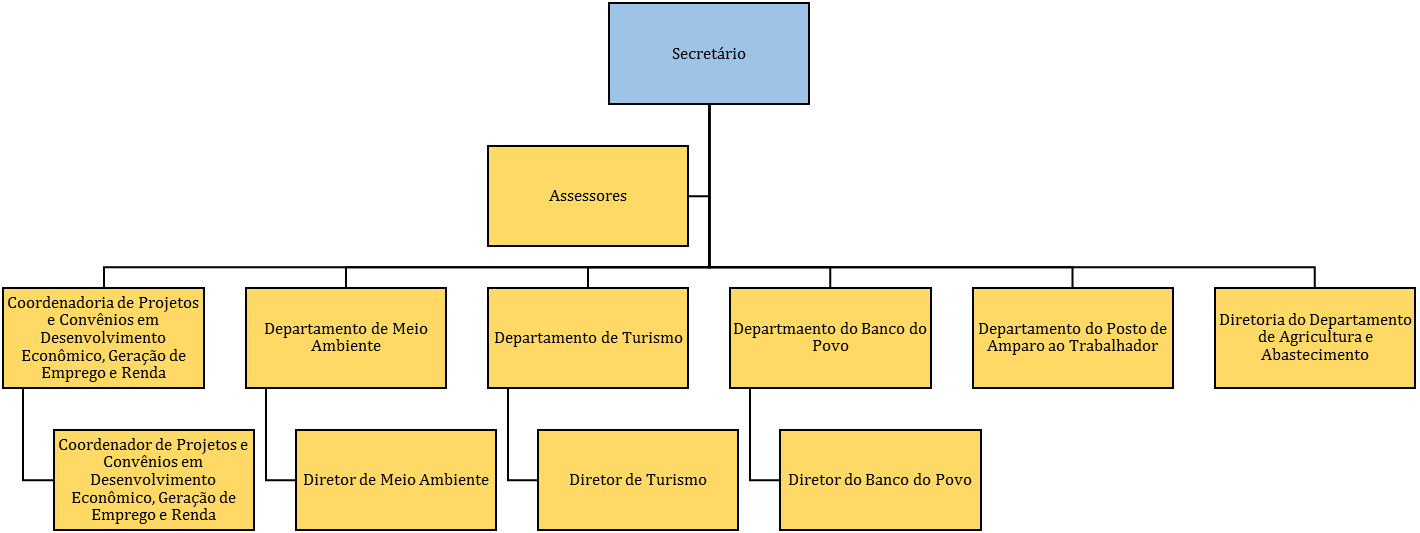 Secretário
Assessores
Coordenadoria de Projetos
e Convênios em
Desenvolvimento
Econômico, Geração de
Emprego e Renda
Departamento de Meio
Ambiente
Departamento de Turismo
Departmaento do Banco do
Povo
Departamento do Posto de
Amparo ao Trabalhador
Diretoria do Departamento
de Agricultura e
Abastecimento
Coordenador de Projetos e
Convênios em
Desenvolvimento
Econômico, Geração de
Emprego e Renda
Diretor de Meio Ambiente
Diretor de Turismo
Diretor do Banco do Povo